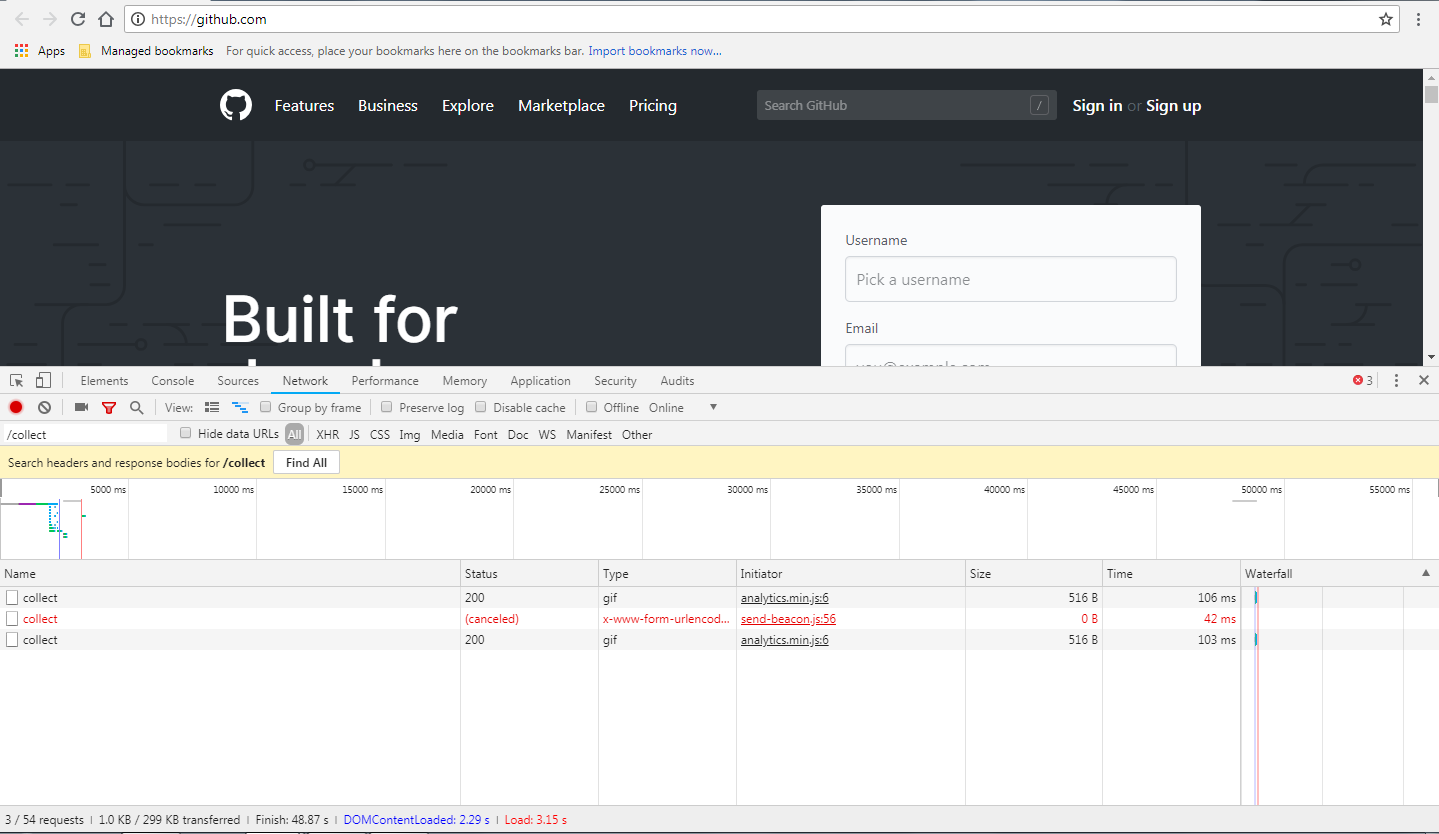 https://github.com
Apps Managed bookmarks For quick access, place your bookmarks here on the bookmarks bar. Import bookmarks now...
Features Business Explore Marketplace Pricing Search GitHub / Sign in or Sign up
Username
Pick a username
Built for
Email
you@example.com
Elements Console Sources Network Performance Memory Application Security Audits 3
View: Group by frame Preserve log Disable cache Offline Online
/collect Hide data URLs All XHR JS CSS Img Media Font Doc WS Manifest Other
Search headers and response bodies for /collect Find All
5000 ms 10000 ms 15000 ms 20000 ms 25000 ms 30000 ms 35000 ms 40000 ms 45000 ms 50000 ms 55000 ms
Name Status Type Initiator Size Time Waterfall
collect 200 gif analytics.min.js:6 516 B 106 ms
collect (canceled) x-www-form-urlencod... send-beacon.js:56 0 B 42 ms
collect 200 gif analytics.min.js:6 516 B 103 ms
3 / 54 requests | 1.0 KB / 299 KB transferred | Finish: 48.87 s | DOMContentLoaded: 2.29 s | Load: 3.15 s